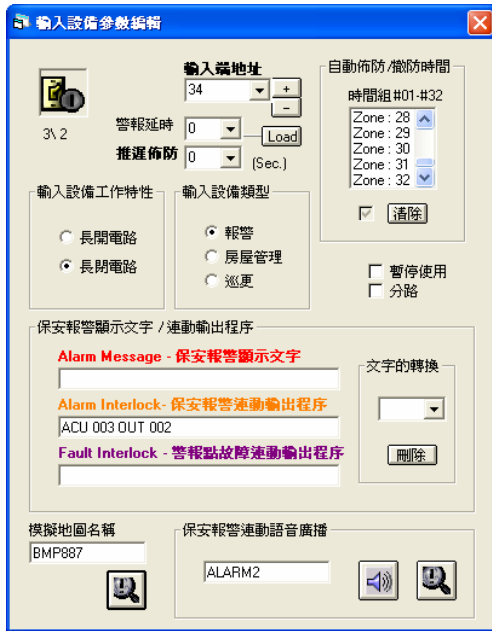 輸入設備參數編輯
輸入端地址
34
+
-
3\ 2
警報延時
0
Load
推遲佈防
0
(Sec.)
自動佈防/撤防時間
時間組#01-#32
Zone : 28
Zone : 29
Zone : 30
Zone : 31
Zone : 32
清除
輸入設備工作特性
長開電路
長閉電路
輸入設備類型
報警
房屋管理
巡更
暫停使用
分路
保安報警顯示文字 / 連動輸出程序
Alarm Message - 保安報警顯示文字
Alarm Interlock- 保安報警連動輸出程序
ACU 003 OUT 002
Fault Interlock - 警報點故障連動輸出程序
文字的轉換
刪除
模擬地圖名稱
BMP887
保安報警連動語音廣播
ALARM2